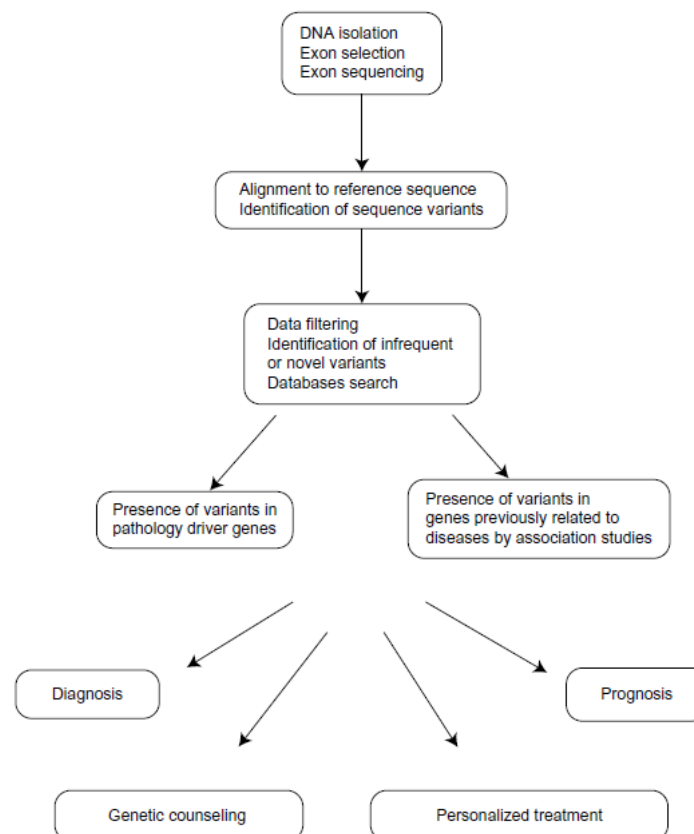 DNA isolation
Exon selection
Exon sequencing
Alignment to reference sequence
Identification of sequence variants
Data filtering
Identification of infrequent
or novel variants
Databases search
Presence of variants in
pathology driver genes
Presence of variants in
genes previously related to
diseases by association studies
Diagnosis
Prognosis
Genetic counseling
Personalized treatment